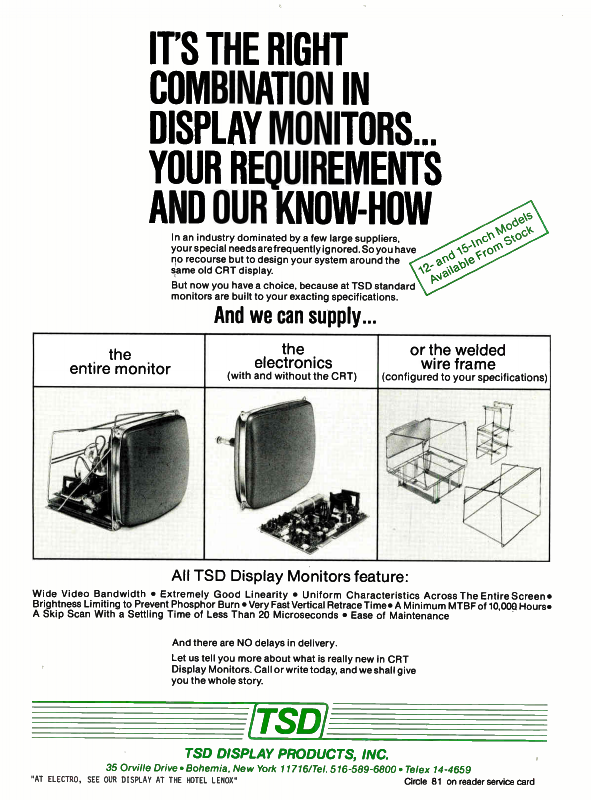 IT'S THE RIGHT
COMBINATION IN
DISPLAY MONITORS...
YOUR REQUIREMENTS
AND OUR KNOW-HOW
In an industry dominated by a few large suppliers,
your special needs are frequently ignored. So you have
no recourse but to design your system around the
same old CRT display.
But now you have a choice, because at TSD standard
monitors are built to your exacting specifications.
12- and 15-Inch Models
Available From Stock
And we can supply...
the
entire monitor
the
electronics
(with and without the CRT)
or the welded
wire frame
(configured to your specifications)
All TSD Display Monitors feature:
Wide Video Bandwidth • Extremely Good Linearity • Uniform Characteristics Across The Entire Screen •
Brightness Limiting to Prevent Phosphor Burn • Very Fast Vertical Retrace Time • A Minimum MTBF of 10,000 Hours •
A Skip Scan With a Settling Time of Less Than 20 Microseconds • Ease of Maintenance
And there are NO delays in delivery.
Let us tell you more about what is really new in CRT
Display Monitors. Call or write today, and we shall give
you the whole story.
TSD
TSD DISPLAY PRODUCTS, INC.
35 Orville Drive • Bohemia, New York 11716/Tel. 516-589-6800 • Telex 14-4659
"AT ELECTRO, SEE OUR DISPLAY AT THE HOTEL LENOX"
Circle 81 on reader service card